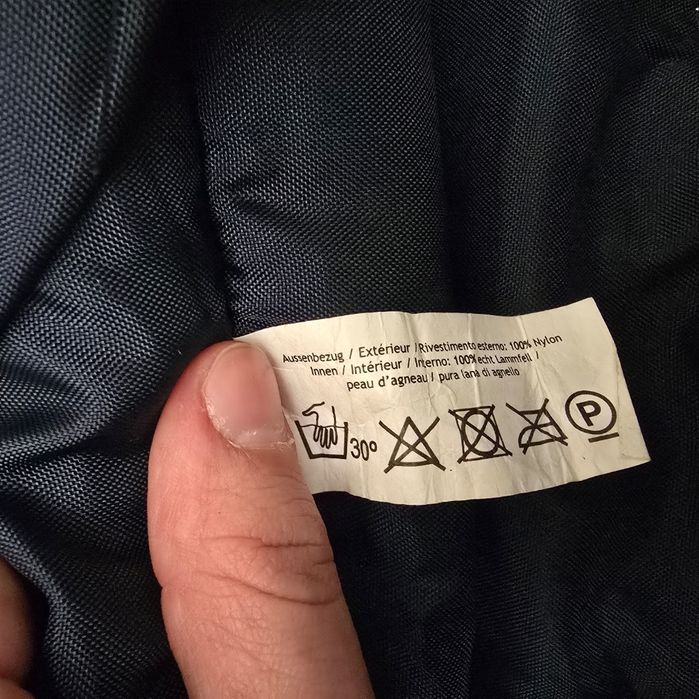 Aussenbezug / Extérieur / Rivestimento esterno: 100% Nylon
Innen / Intérieur / Interno: 100% echt Lammfell /
peau d'agneau / pura lana di agnello
30°
P